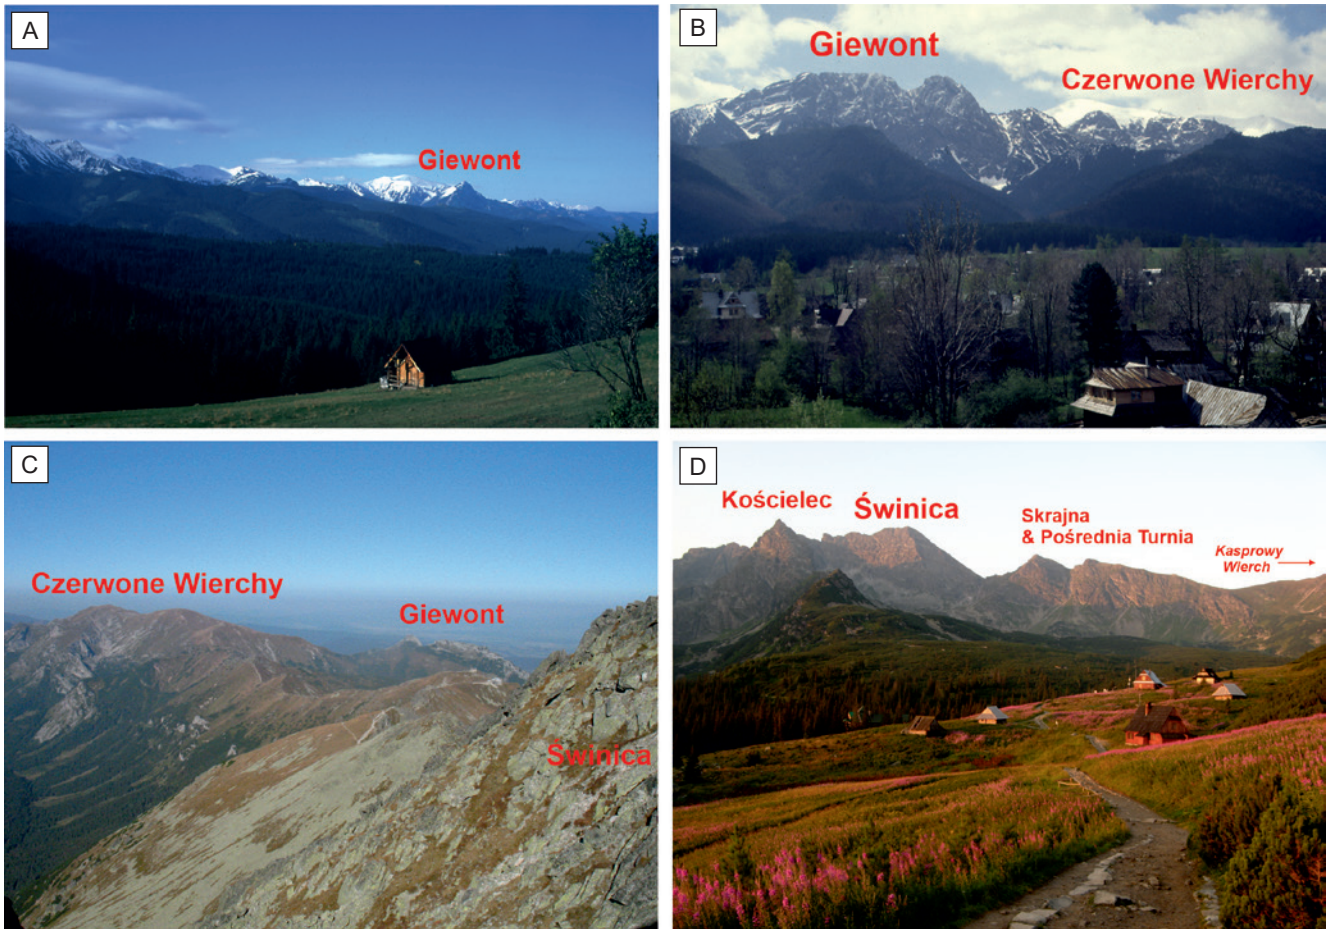 A
Giewont
B
Giewont
Czerwone Wierchy
C
Czerwone Wierchy
Giewont
Świnica
D
Kościelec
Świnica
Skrajna
& Pośrednia Turnia
Kasprowy
Wierch